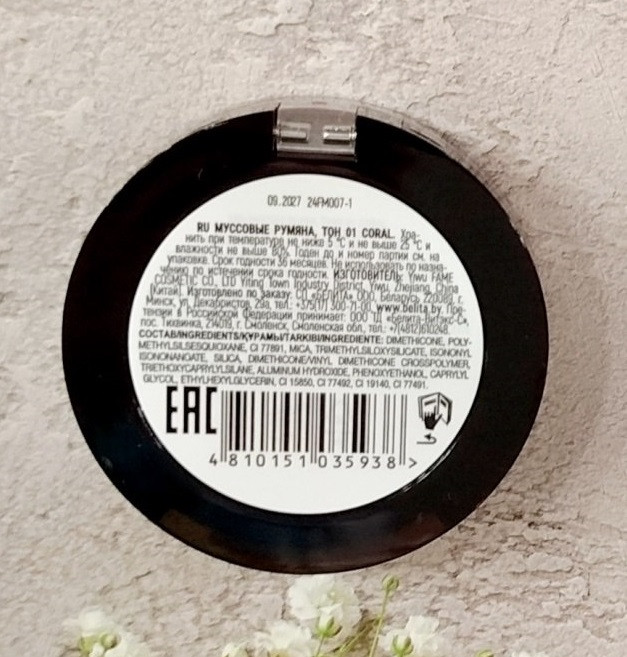 09.2027 24FM007-1
RU МУССОВЫЕ РУМЯНА, ТОН 01 CORAL. Хра-
нить при температуре не ниже 5 °C и не выше 25 °C и
влажности не выше 80%. Годен до и номер партии см. на
упаковке. Срок годности 36 месяцев. Не использовать по назна-
чению по истечении срока годности. ИЗГОТОВИТЕЛЬ: Yiwu FAME
COSMETIC CO., LTD Yiting Town Industry District, Yiwu, Zhejiang, China
(Китай). Изготовлено по заказу: СП «БЕЛИТА» ООО, Беларусь, 220089, г.
Минск, ул. Декабристов, 29а, тел.: +375(17) 300-71-00, www.belita.by. Пре-
тензии в Российской Федерации принимает: ООО ТД «Белита-Витэкс-С»,
пос. Тихвинка, 214019, г. Смоленск, Смоленская обл., тел.: +7(4812)610248.
СОСТАВ/INGREDIENTS/ҚҰРАМЫ/TARKIBI/INGREDIENTE: DIMETHICONE, POLY-
METHYLSILSESQUIOXANE, CI 77891, MICA, TRIMETHYLSILOXYSILICATE, ISONONYL
ISONONANOATE, SILICA, DIMETHICONE/VINYL DIMETHICONE CROSSPOLYMER,
TRIETHOXYCAPRYLYLSILANE, ALUMINUM HYDROXIDE, PHENOXYETHANOL, CAPRYLYL
GLYCOL, ETHYLHEXYLGLYCERIN, CI 15850, CI 77492, CI 19140, CI 77491.
EAC
4 810151 035938 >